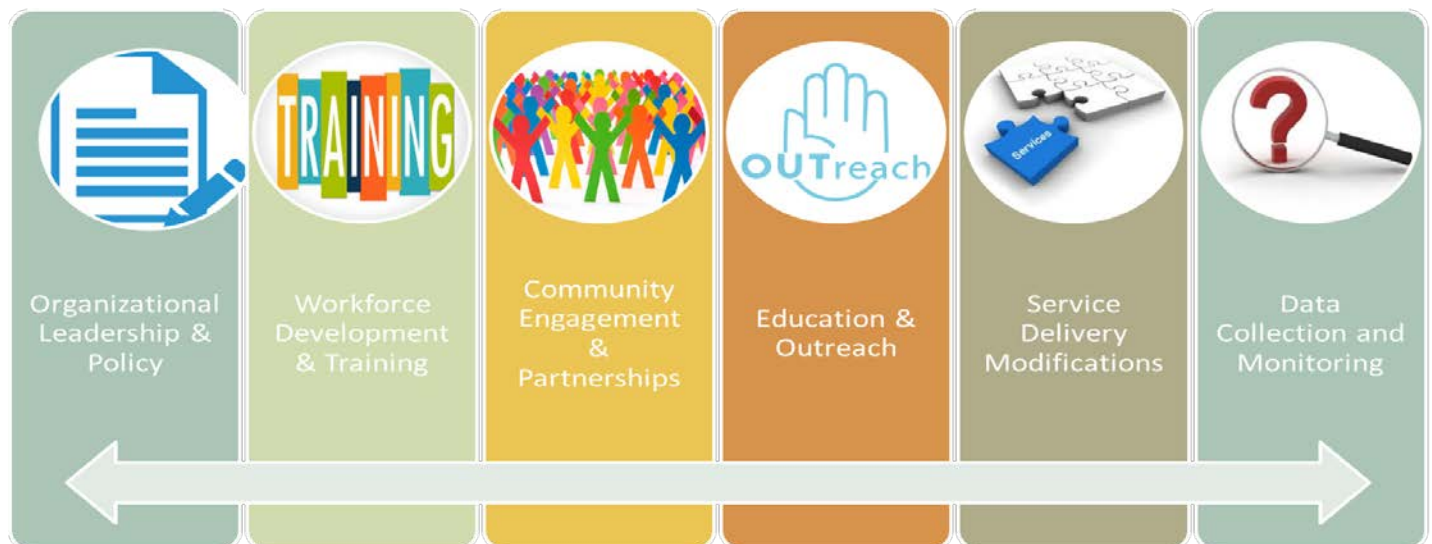 TRAINING
OUTreach
Services
Organizational
Leadership &
Policy
Workforce
Development
& Training
Community
Engagement
&
Partnerships
Education &
Outreach
Service
Delivery
Modifications
Data
Collection and
Monitoring
?